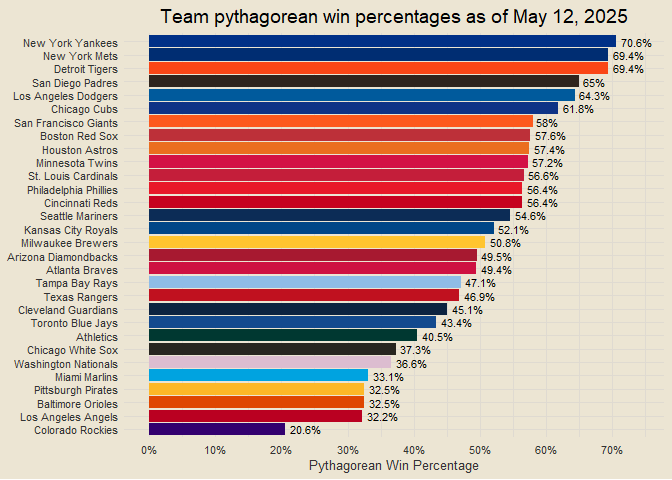 Team pythagorean win percentages as of May 12, 2025
New York Yankees 70.6%
New York Mets 69.4%
Detroit Tigers 69.4%
San Diego Padres 65%
Los Angeles Dodgers 64.3%
Chicago Cubs 61.8%
San Francisco Giants 58%
Boston Red Sox 57.6%
Houston Astros 57.4%
Minnesota Twins 57.2%
St. Louis Cardinals 56.6%
Philadelphia Phillies 56.4%
Cincinnati Reds 56.4%
Seattle Mariners 54.6%
Kansas City Royals 52.1%
Milwaukee Brewers 50.8%
Arizona Diamondbacks 49.5%
Atlanta Braves 49.4%
Tampa Bay Rays 47.1%
Texas Rangers 46.9%
Cleveland Guardians 45.1%
Toronto Blue Jays 43.4%
Athletics 40.5%
Chicago White Sox 37.3%
Washington Nationals 36.6%
Miami Marlins 33.1%
Pittsburgh Pirates 32.5%
Baltimore Orioles 32.5%
Los Angeles Angels 32.2%
Colorado Rockies 20.6%
0% 10% 20% 30% 40% 50% 60% 70%
Pythagorean Win Percentage